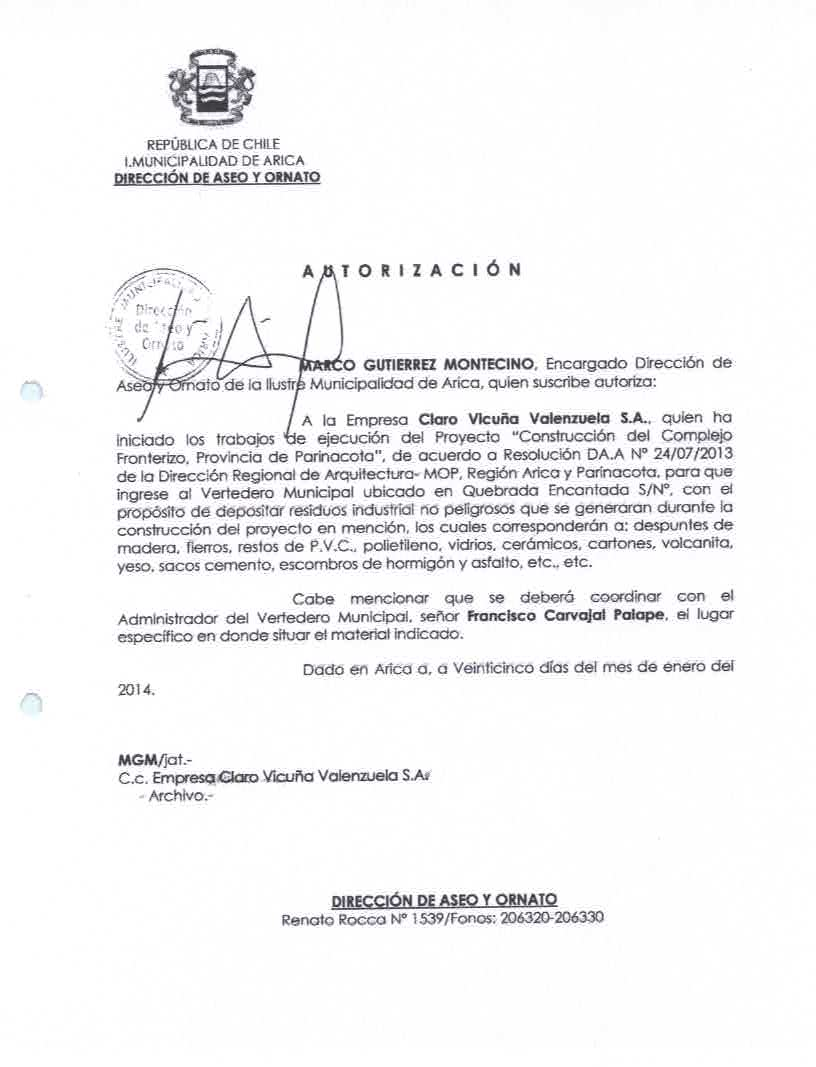 REPÚBLICA DE CHILE
I.MUNICIPALIDAD DE ARICA
DIRECCIÓN DE ASEO Y ORNATO
A U T O R I Z A C I Ó N
ILUSTRE MUNICIPALIDAD ARICA
Dirección
de Aseo y
Ornato
MARCO GUTIERREZ MONTECINO, Encargado Dirección de
Aseo y Ornato de la Ilustre Municipalidad de Arica, quien suscribe autoriza:
A la Empresa Claro Vicuña Valenzuela S.A., quien ha
iniciado los trabajos de ejecución del Proyecto "Construcción del Complejo
Fronterizo, Provincia de Parinacota", de acuerdo a Resolución DA.A N° 24/07/2013
de la Dirección Regional de Arquitectura- MOP, Región Arica y Parinacota, para que
ingrese al Vertedero Municipal ubicado en Quebrada Encantada S/N°, con el
propósito de depositar residuos industrial no peligrosos que se generaran durante la
construcción del proyecto en mención, los cuales corresponderán a: despuntes de
madera, fierros, restos de P.V.C., polietileno, vidrios, cerámicos, cartones, volcanita,
yeso, sacos cemento, escombros de hormigón y asfalto, etc., etc.
Cabe mencionar que se deberá coordinar con el
Administrador del Vertedero Municipal, señor Francisco Carvajal Palape, el lugar
específico en donde situar el material indicado.
Dado en Arica a, a Veinticinco días del mes de enero del
2014.
MGM/jat.-
C.c. Empresa Claro Vicuña Valenzuela S.A.
- Archivo.-
DIRECCIÓN DE ASEO Y ORNATO
Renato Rocca N° 1539/Fonos: 206320-206330